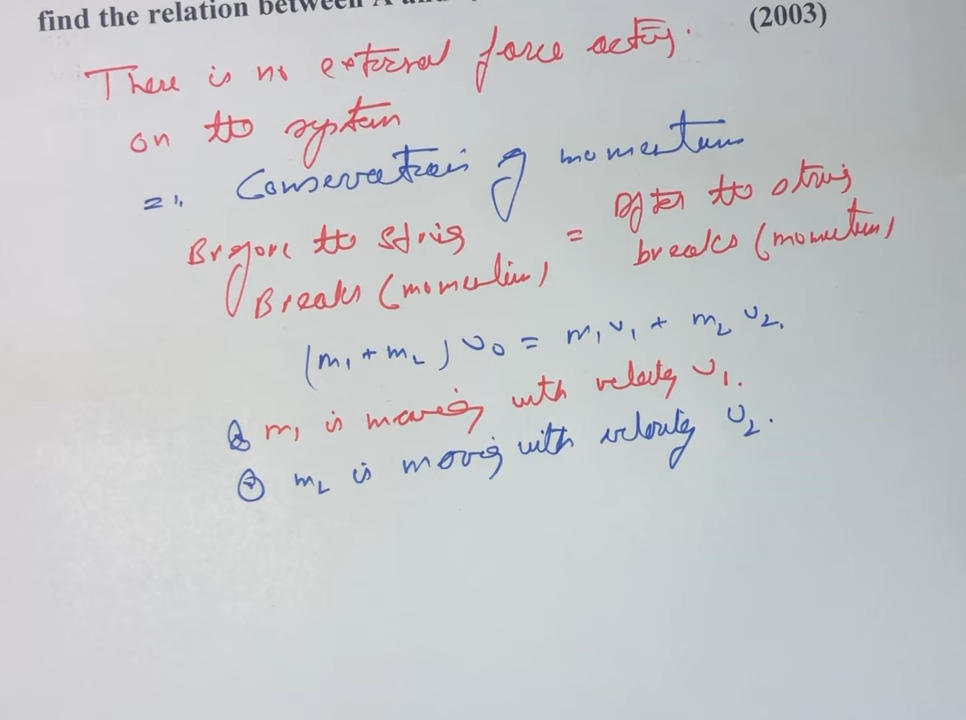 find the relation between A and
(2003)
There is no external force acting.
on the system
=> Conservation of momentum
Before the string = After the string
Breaks (momentum) breaks (momentum)
(m₁ + m₂) v₀ = m₁v₁ + m₂ v₂.
m₁ is moving with velocity v₁.
m₂ is moving with velocity v₂.